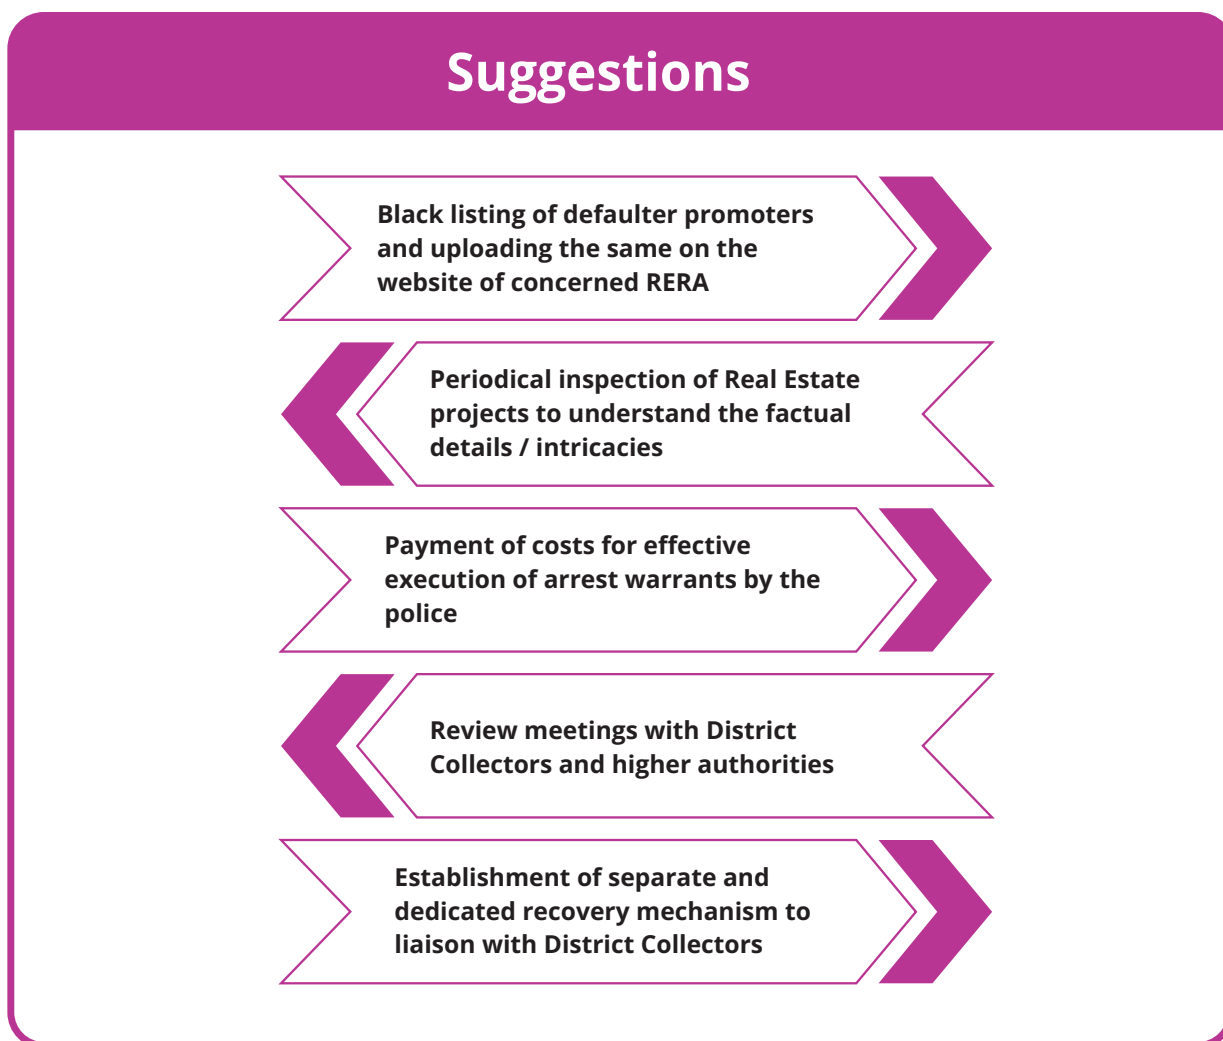 Suggestions
Black listing of defaulter promoters
and uploading the same on the
website of concerned RERA
Periodical inspection of Real Estate
projects to understand the factual
details / intricacies
Payment of costs for effective
execution of arrest warrants by the
police
Review meetings with District
Collectors and higher authorities
Establishment of separate and
dedicated recovery mechanism to
liaison with District Collectors